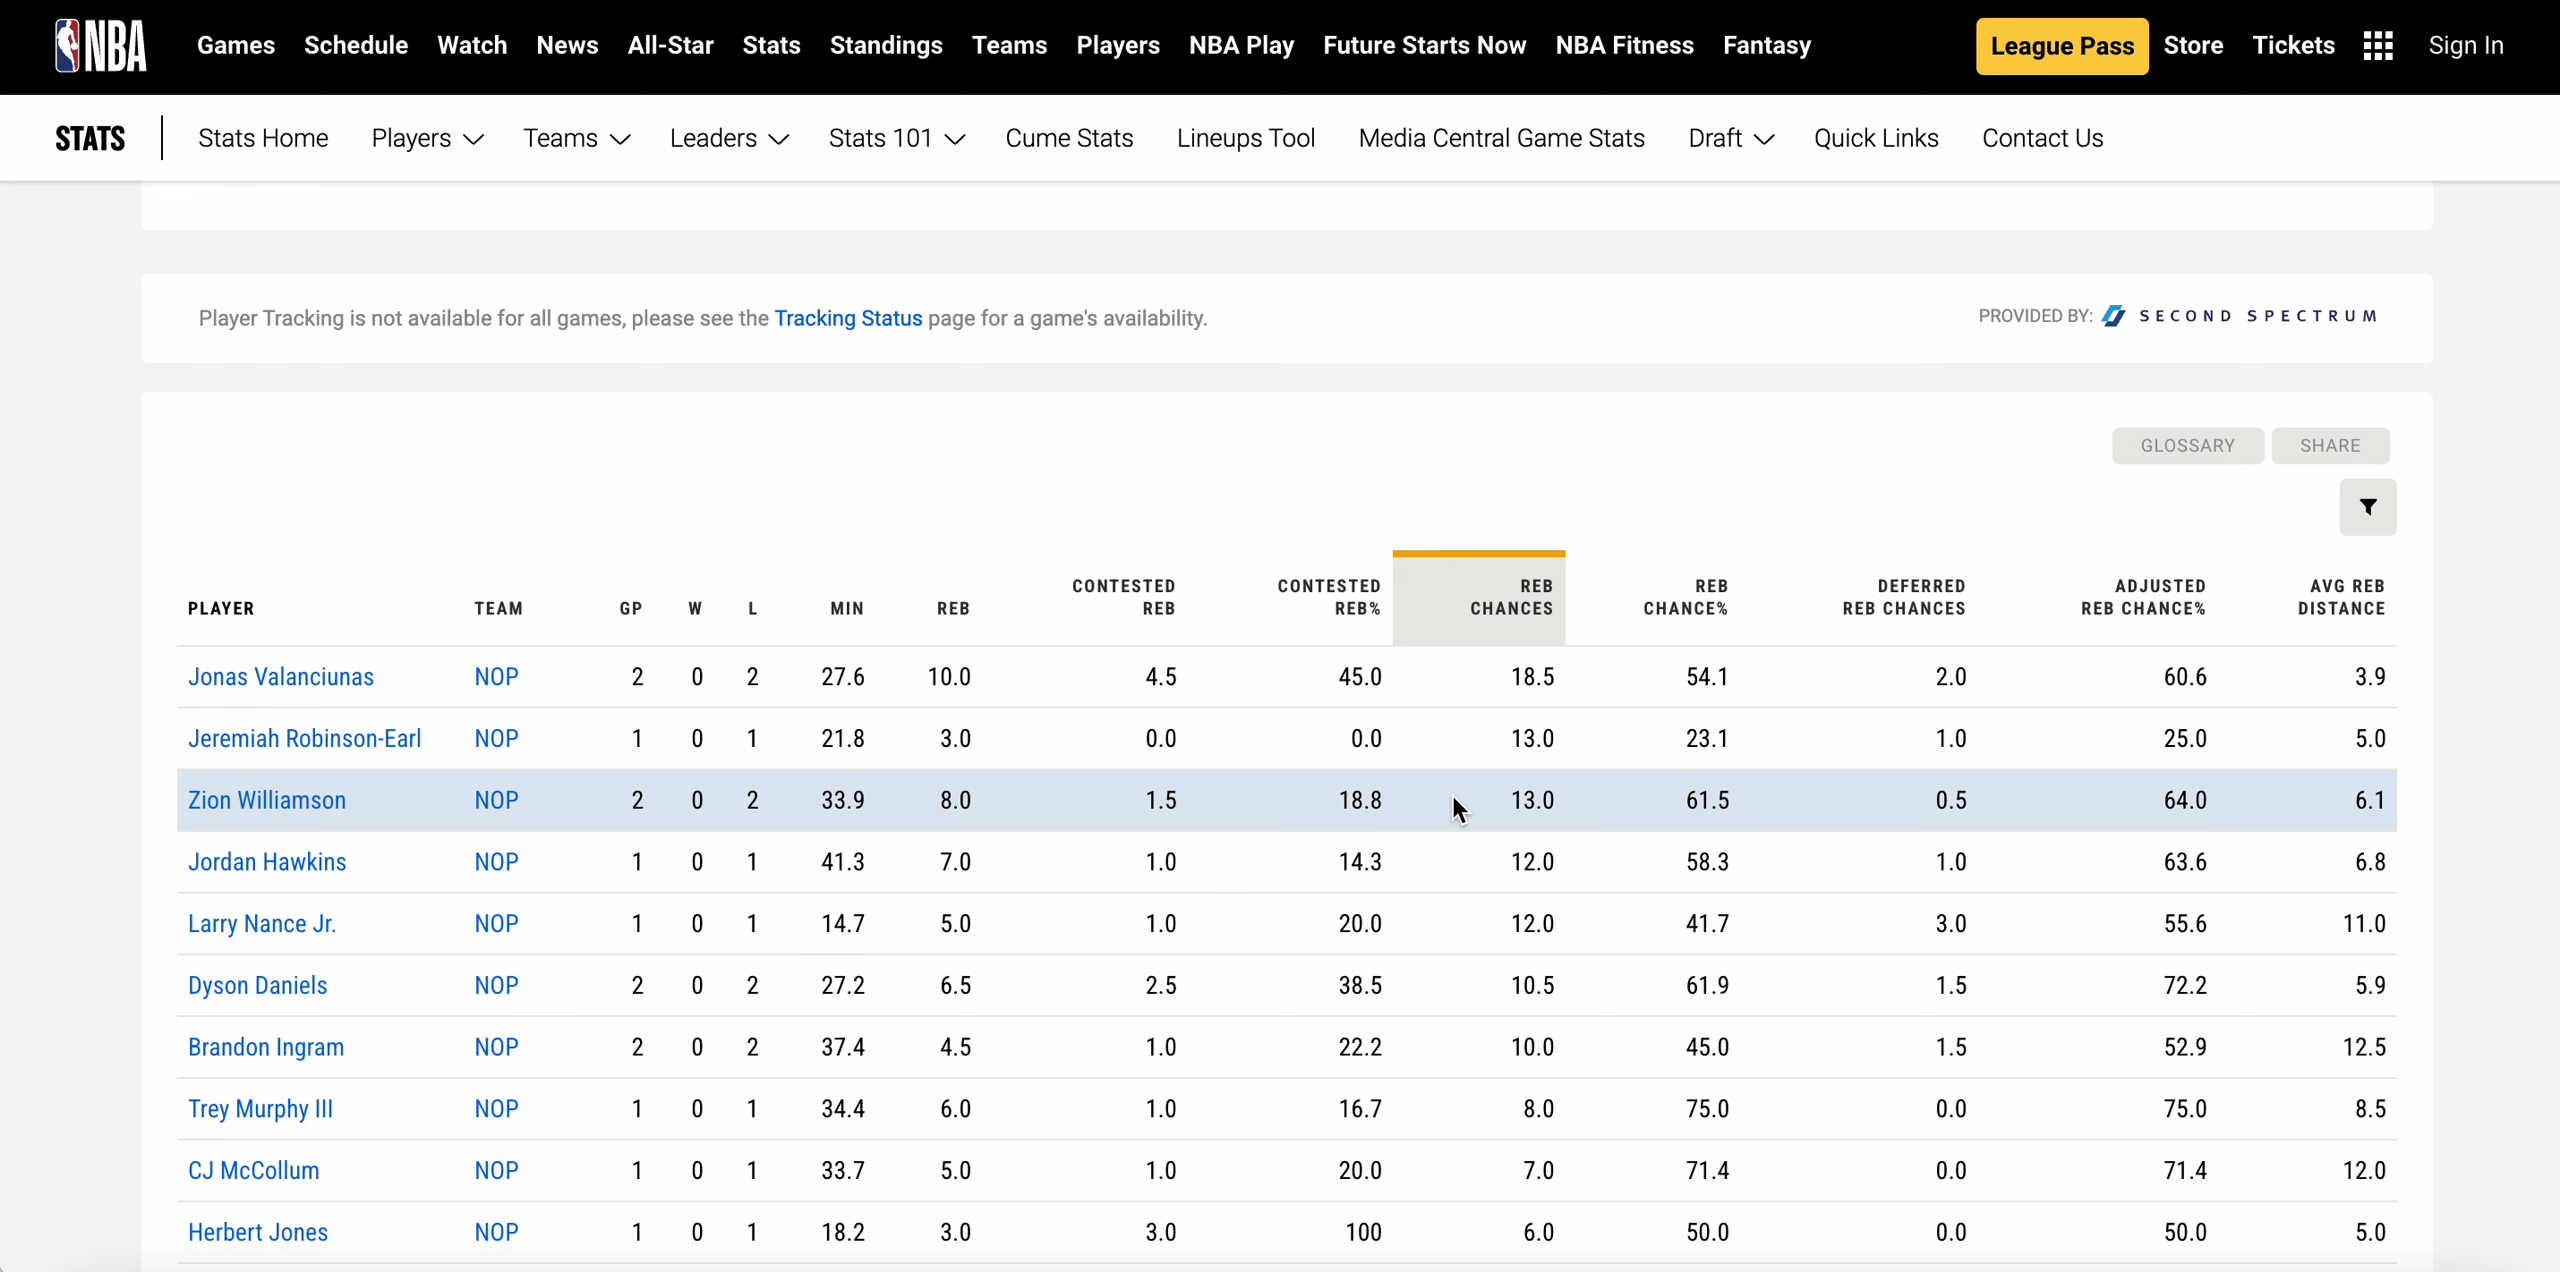 NBA Games Schedule Watch News All-Star Stats Standings Teams Players NBA Play Future Starts Now NBA Fitness Fantasy League Pass Store Tickets Sign In
STATS Stats Home Players Teams Leaders Stats 101 Cume Stats Lineups Tool Media Central Game Stats Draft Quick Links Contact Us
Player Tracking is not available for all games, please see the Tracking Status page for a game's availability. PROVIDED BY: SECOND SPECTRUM
GLOSSARY SHARE
PLAYER TEAM GP W L MIN REB CONTESTED REB CONTESTED REB% REB CHANCES REB CHANCE% DEFERRED REB CHANCES ADJUSTED REB CHANCE% AVG REB DISTANCE
Jonas Valanciunas NOP 2 0 2 27.6 10.0 4.5 45.0 18.5 54.1 2.0 60.6 3.9
Jeremiah Robinson-Earl NOP 1 0 1 21.8 3.0 0.0 0.0 13.0 23.1 1.0 25.0 5.0
Zion Williamson NOP 2 0 2 33.9 8.0 1.5 18.8 13.0 61.5 0.5 64.0 6.1
Jordan Hawkins NOP 1 0 1 41.3 7.0 1.0 14.3 12.0 58.3 1.0 63.6 6.8
Larry Nance Jr. NOP 1 0 1 14.7 5.0 1.0 20.0 12.0 41.7 3.0 55.6 11.0
Dyson Daniels NOP 2 0 2 27.2 6.5 2.5 38.5 10.5 61.9 1.5 72.2 5.9
Brandon Ingram NOP 2 0 2 37.4 4.5 1.0 22.2 10.0 45.0 1.5 52.9 12.5
Trey Murphy III NOP 1 0 1 34.4 6.0 1.0 16.7 8.0 75.0 0.0 75.0 8.5
CJ McCollum NOP 1 0 1 33.7 5.0 1.0 20.0 7.0 71.4 0.0 71.4 12.0
Herbert Jones NOP 1 0 1 18.2 3.0 3.0 100 6.0 50.0 0.0 50.0 5.0